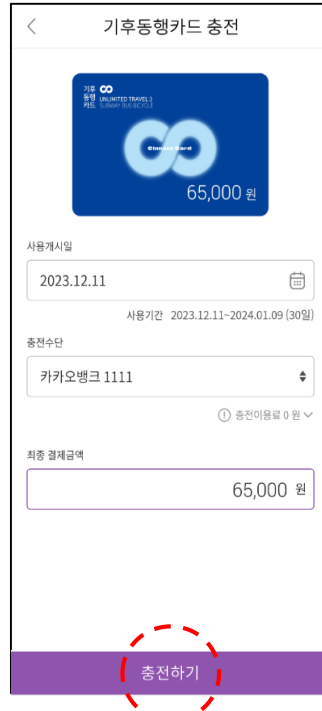 기후동행카드 충전
기후
동행
카드
UNLIMITED TRAVEL
SUBWAY BUS BICYCLE
Climate Card
65,000 원
사용개시일
2023.12.11
사용기간 2023.12.11~2024.01.09 (30일)
충전수단
카카오뱅크 1111
충전이용료 0 원
최종 결제금액
65,000 원
충전하기